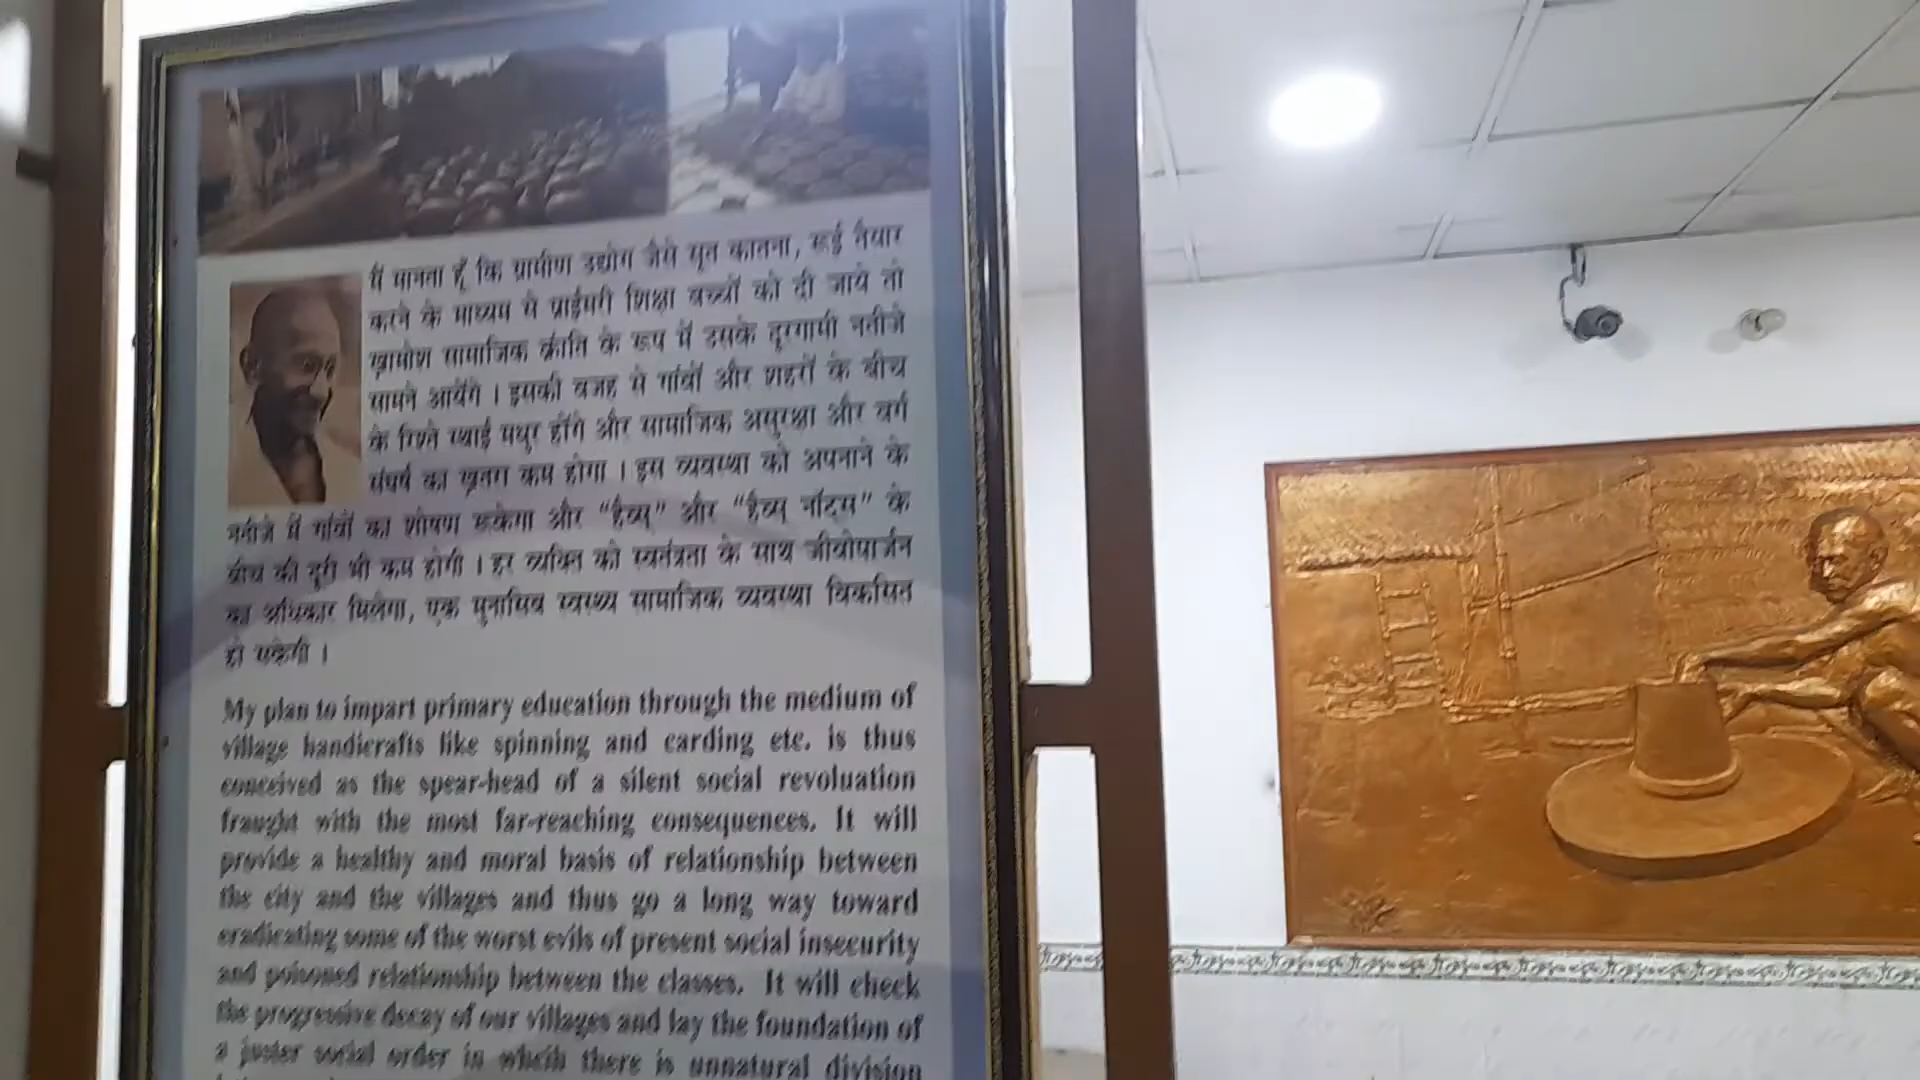 मैं मानता हूँ कि ग्रामीण उद्योग जैसे सूत कातना, रूई तैयार
करने के माध्यम से प्राईमरी शिक्षा बच्चों को दी जाये तो
ख़ामोश सामाजिक क्रांति के रूप में उसके दूरगामी नतीजे
सामने आयेंगे । इसकी वजह से गांवों और शहरों के बीच
के रिश्ते स्थाई मधुर होंगे और सामाजिक असुरक्षा और वर्ग
संघर्ष का ख़तरा कम होगा । इस व्यवस्था को अपनाने के
नतीजे में गांवों का शोषण रूकेगा और “हैव्स्” और “हैव्स् नॉट्स” के
बीच की दूरी भी कम होगी । हर व्यक्ति को स्वतंत्रता के साथ जीवोपार्जन
का अधिकार मिलेगा, एक मुनासिब स्वस्थ्य सामाजिक व्यवस्था विकसित
हो सकेगी ।
My plan to impart primary education through the medium of
village handicrafts like spinning and carding etc. is thus
conceived as the spear-head of a silent social revoluation
fraught with the most far-reaching consequences. It will
provide a healthy and moral basis of relationship between
the city and the villages and thus go a long way toward
eradicating some of the worst evils of present social insecurity
and poisoned relationship between the classes. It will check
the progressive decay of our villages and lay the foundation of
a juster social order in whcih there is unnatural division